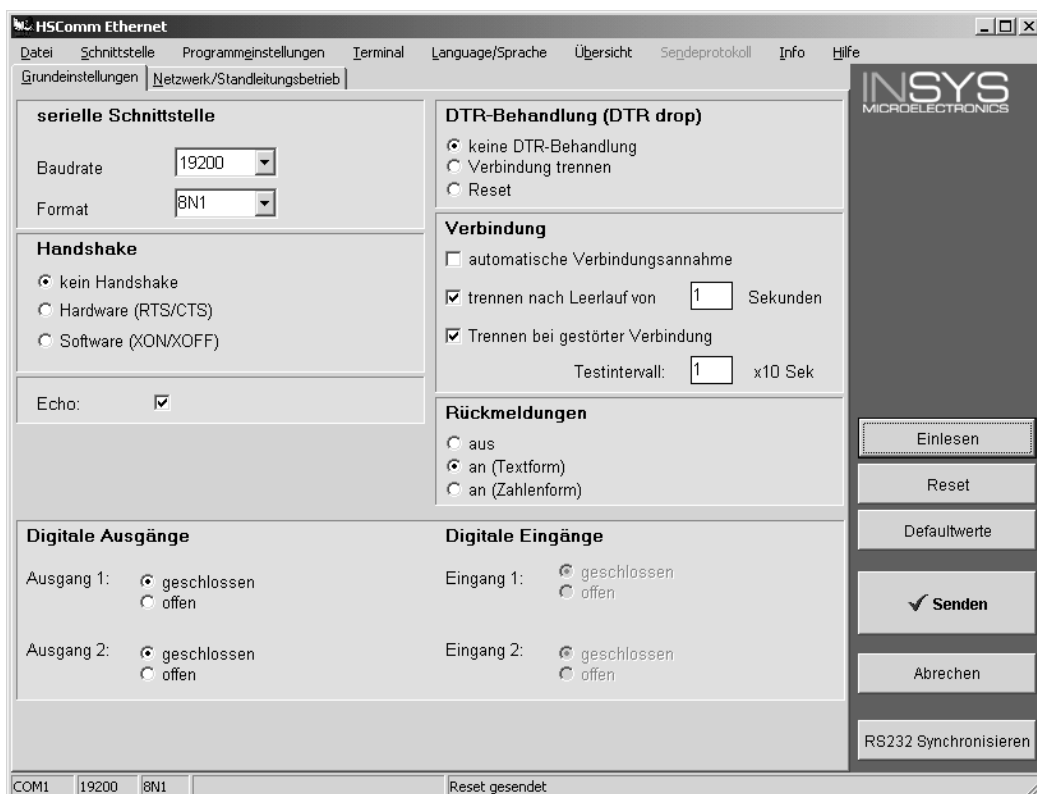 HSComm Ethernet
Datei Schnittstelle Programmeinstellungen Terminal Language/Sprache Übersicht Sendeprotokoll Info Hilfe
Grundeinstellungen Netzwerk/Standleitungsbetrieb
INSYS
MICROELECTRONICS
serielle Schnittstelle
Baudrate 19200
Format 8N1
Handshake
kein Handshake
Hardware (RTS/CTS)
Software (XON/XOFF)
Echo:
DTR-Behandlung (DTR drop)
keine DTR-Behandlung
Verbindung trennen
Reset
Verbindung
automatische Verbindungsannahme
trennen nach Leerlauf von 1 Sekunden
Trennen bei gestörter Verbindung
Testintervall: 1 x10 Sek
Rückmeldungen
aus
an (Textform)
an (Zahlenform)
Digitale Ausgänge
Ausgang 1: geschlossen
offen
Ausgang 2: geschlossen
offen
Digitale Eingänge
Eingang 1: geschlossen
offen
Eingang 2: geschlossen
offen
Einlesen
Reset
Defaultwerte
Senden
Abrechen
RS232 Synchronisieren
COM1 19200 8N1 Reset gesendet